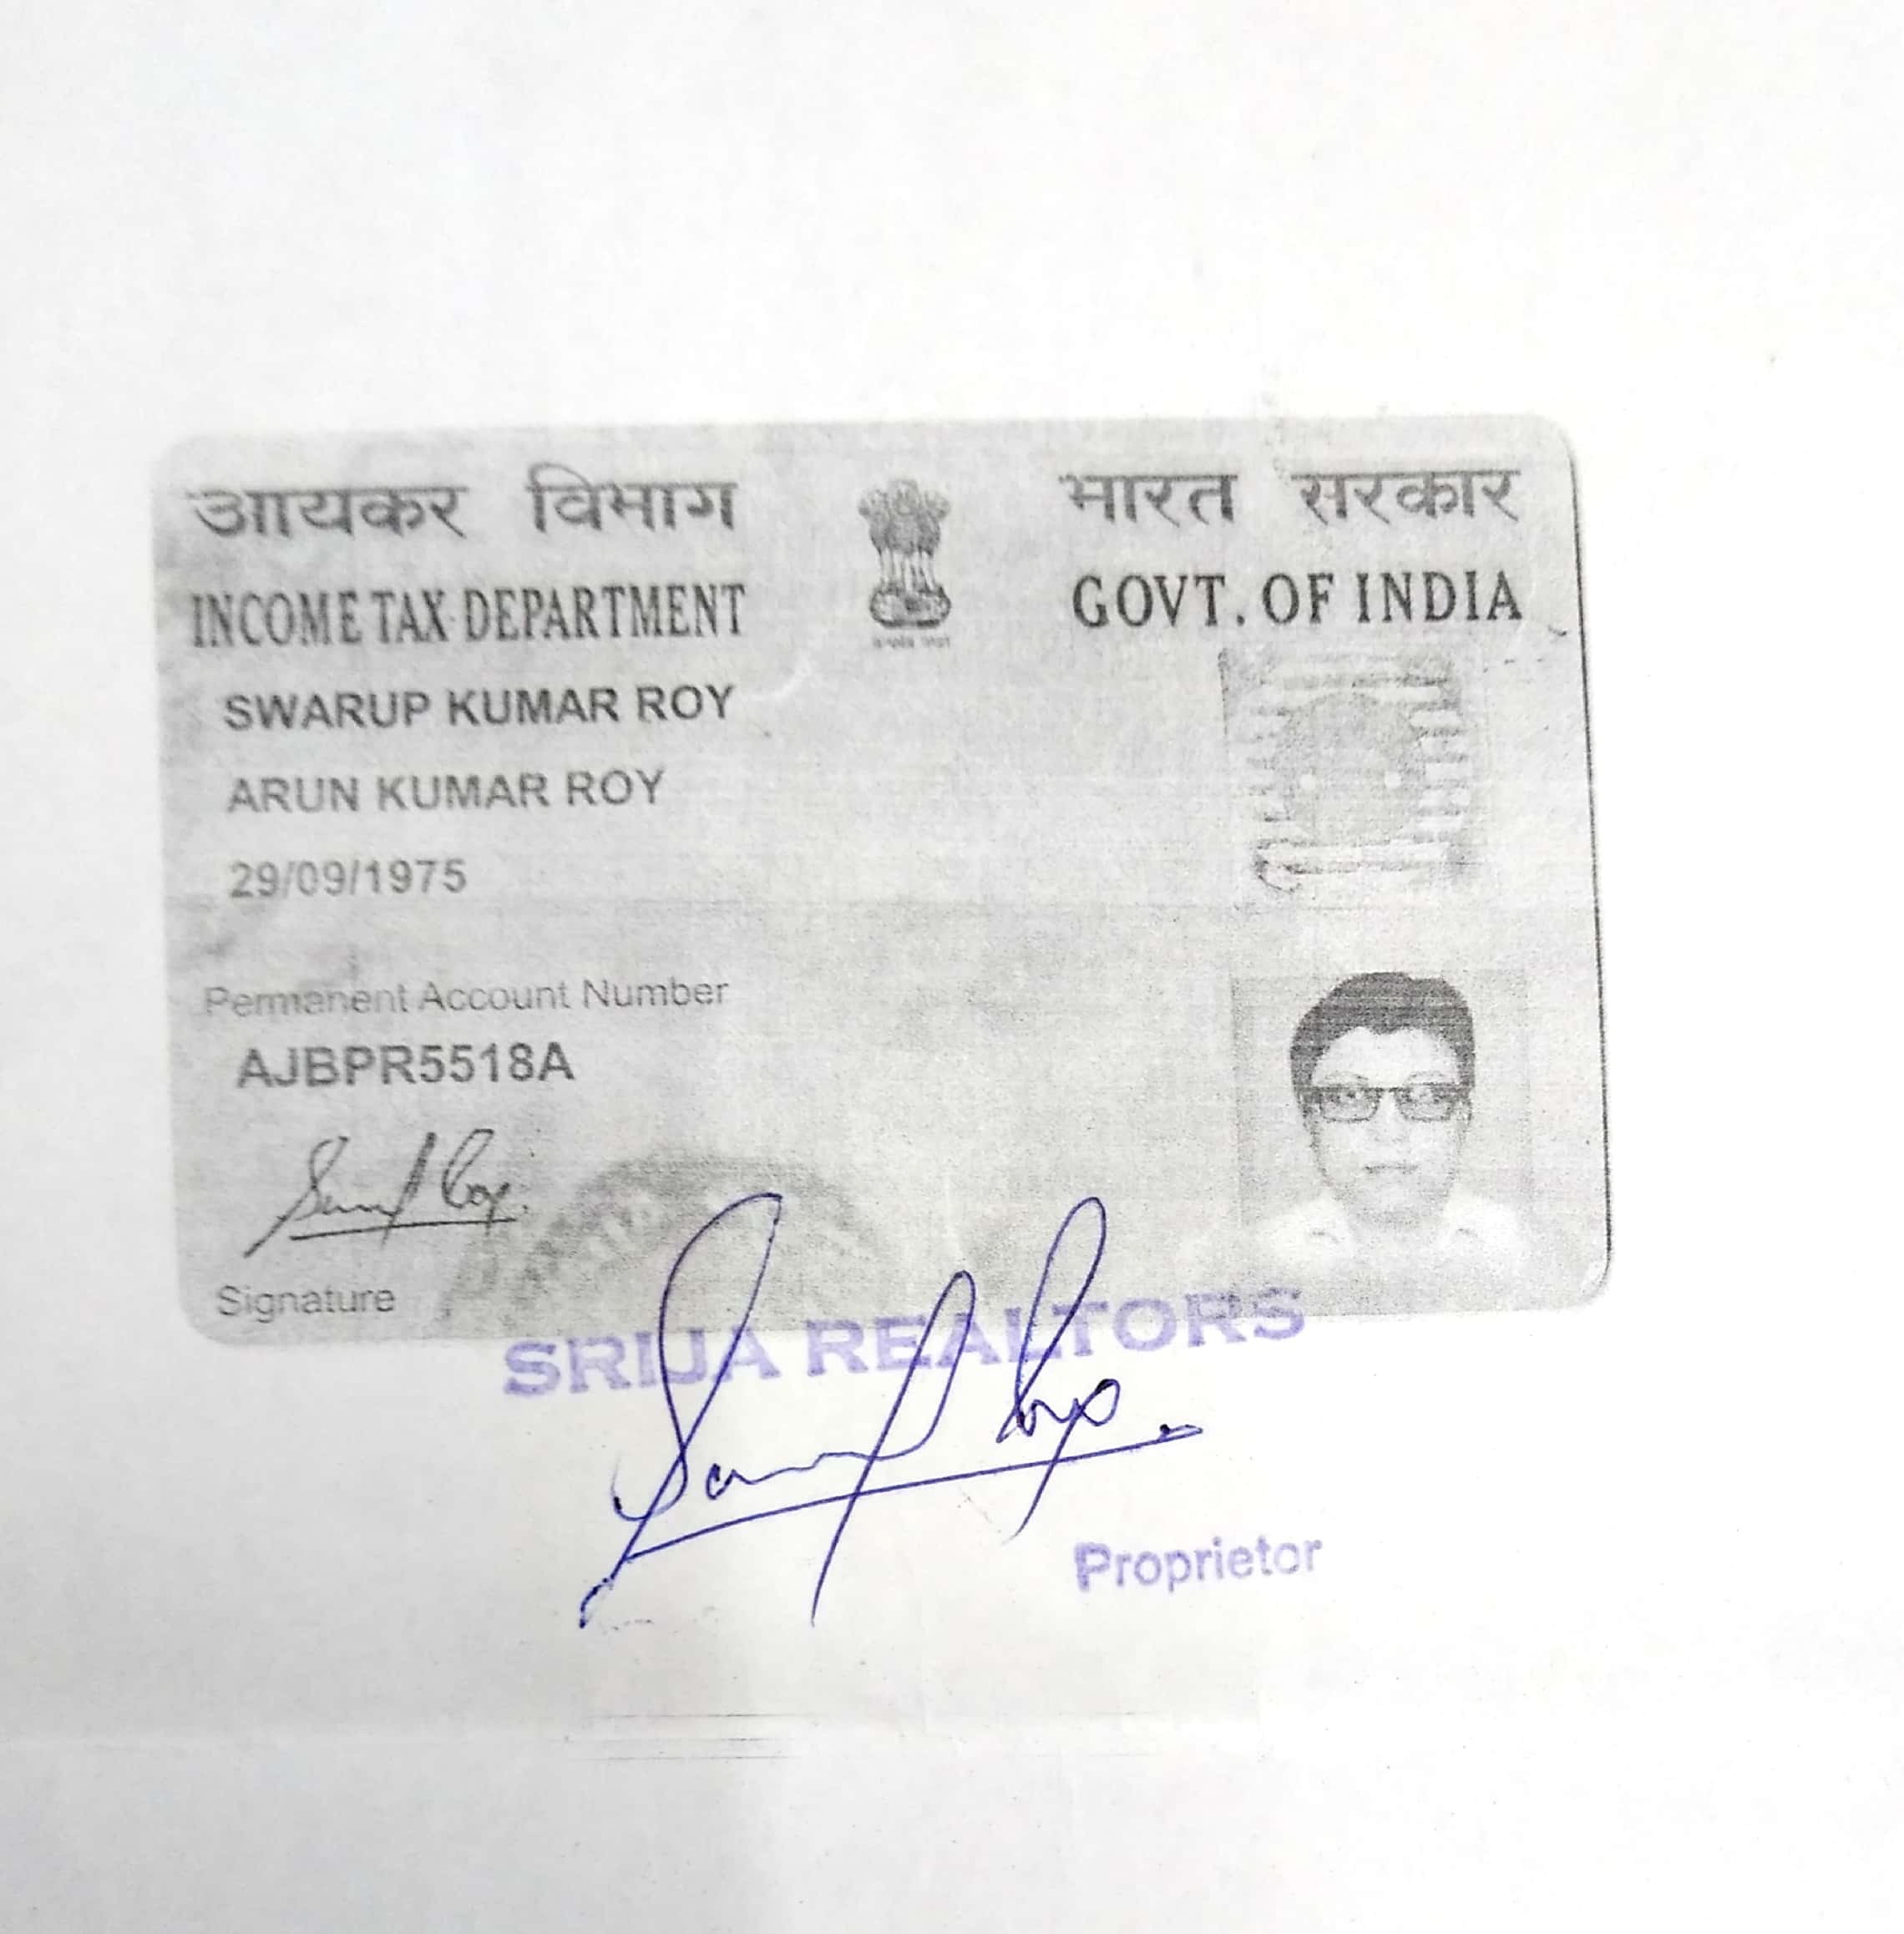 आयकर विभाग
भारत सरकार
INCOME TAX DEPARTMENT
GOVT. OF INDIA
SWARUP KUMAR ROY
ARUN KUMAR ROY
29/09/1975
Permanent Account Number
AJBPR5518A
Signature
SRIJA REALTORS
Proprietor